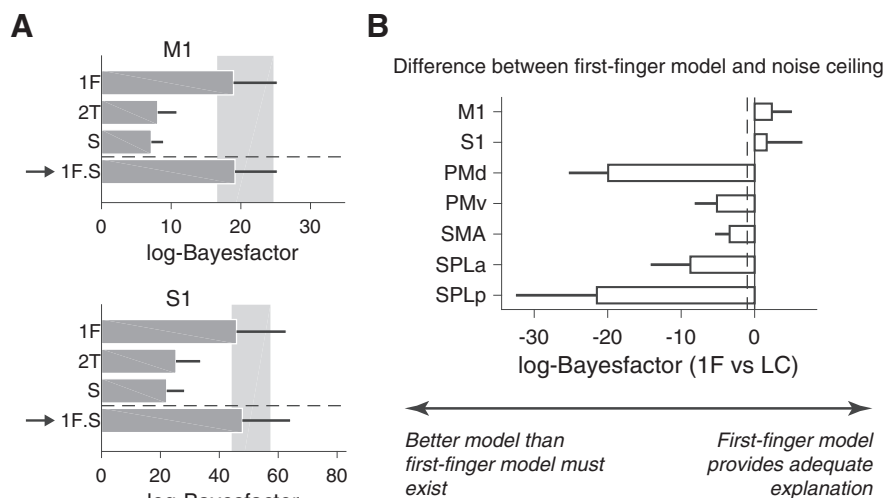 A
M1
1F
2T
S
1F.S
0 10 20 30
log-Bayesfactor
S1
1F
2T
S
1F.S
0 20 40 60 80
log-Bayesfactor
B
Difference between first-finger model and noise ceiling
M1
S1
PMd
PMv
SMA
SPLa
SPLp
-30 -20 -10 0
log-Bayesfactor (1F vs LC)
Better model than
first-finger model must
exist
First-finger model
provides adequate
explanation